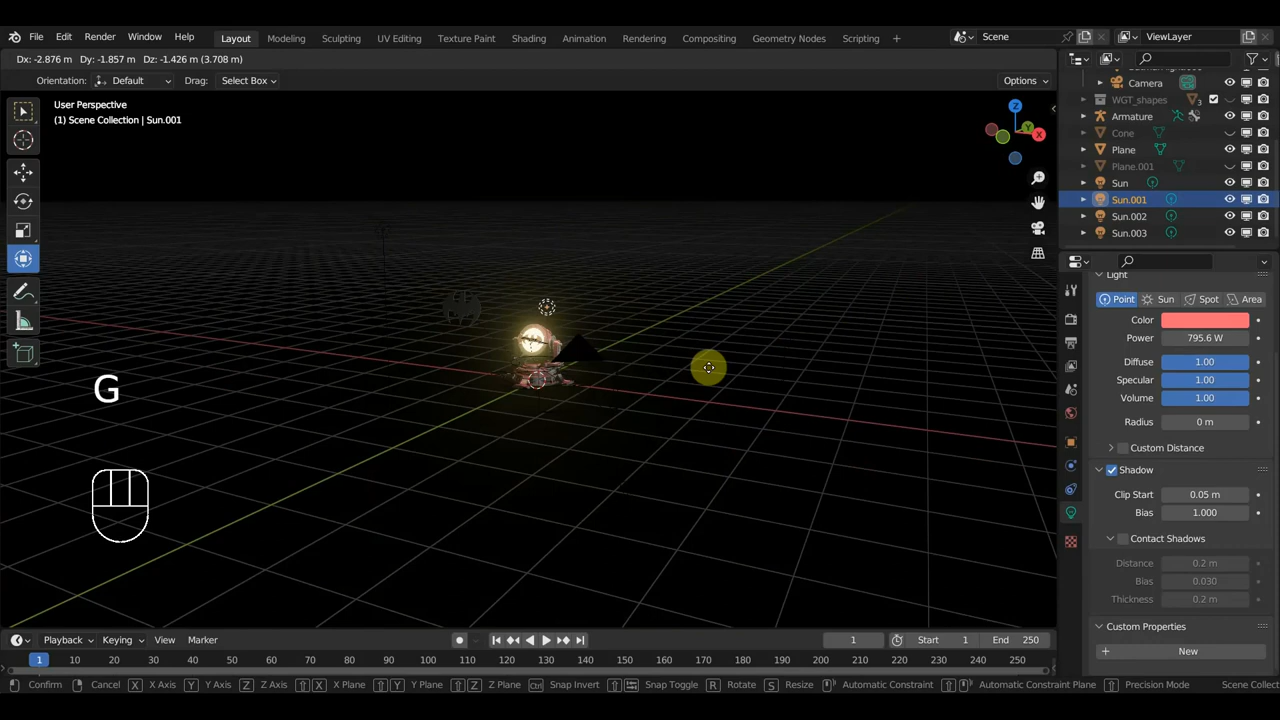 File Edit Render Window Help Layout Modeling Sculpting UV Editing Texture Paint Shading Animation Rendering Compositing Geometry Nodes Scripting + Scene ViewLayer
Dx: -2.876 m Dy: -1.857 m Dz: -1.426 m (3.708 m)
Orientation: Default Drag: Select Box Options
User Perspective
(1) Scene Collection | Sun.001
Z
Y
X
G
Camera
WGT_shapes
3
Armature
Cone
Plane
Plane.001
Sun
Sun.001
Sun.002
Sun.003
Light
Point Sun Spot Area
Color
Power 795.6 W
Diffuse 1.00
Specular 1.00
Volume 1.00
Radius 0 m
Custom Distance
Shadow
Clip Start 0.05 m
Bias 1.000
Contact Shadows
Distance 0.2 m
Bias 0.030
Thickness 0.2 m
Custom Properties
+ New
Playback Keying View Marker 1 Start 1 End 250
1 10 20 30 40 50 60 70 80 90 100 110 120 130 140 150 160 170 180 190 200 210 220 230 240 250
Confirm Cancel X X Axis Y Y Axis Z Z Axis X X Plane Y Y Plane Z Z Plane Ctrl Snap Invert Snap Toggle R Rotate S Resize Automatic Constraint Automatic Constraint Plane Precision Mode Scene Collect